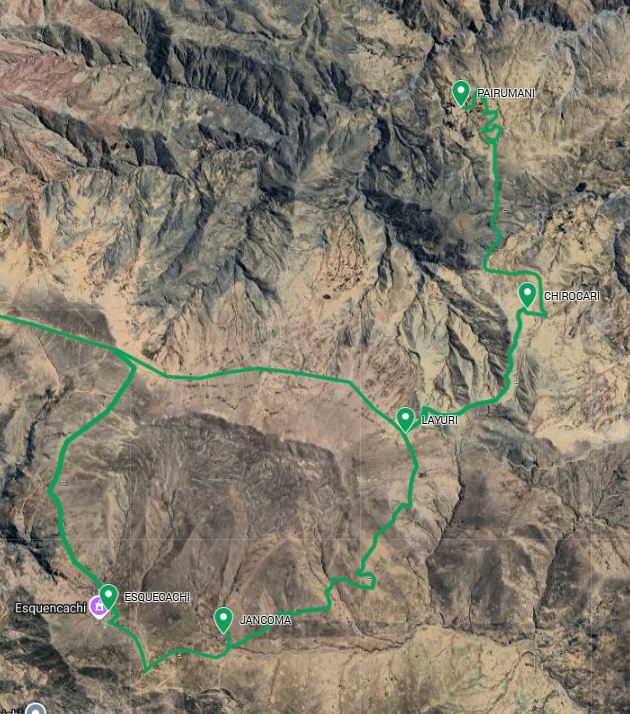 PAIRUMANI
CHIROCARI
LAYURI
ESQUECACHI
Esquencachi
JANCOMA